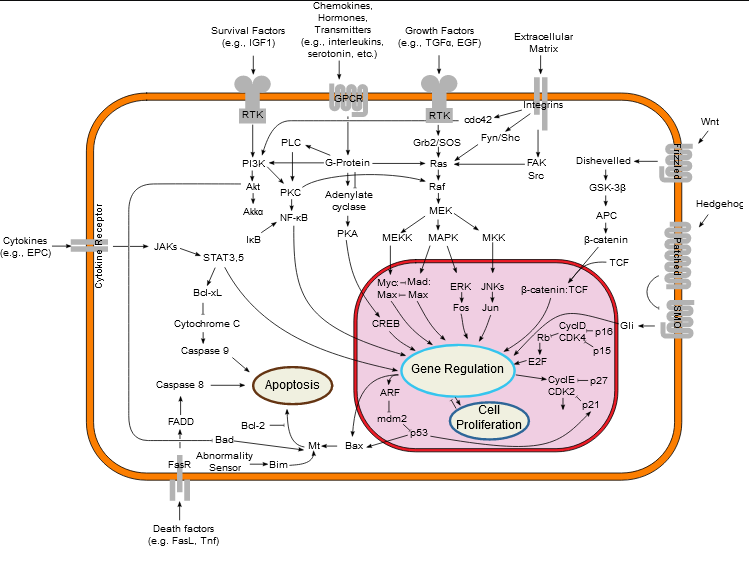 Chemokines,
Hormones,
Transmitters
(e.g., interleukins,
serotonin, etc.)
Survival Factors
(e.g., IGF1)
Growth Factors
(e.g., TGFα, EGF)
Extracellular
Matrix
RTK
GPCR
RTK
Integrins
cdc42
Wnt
PLC
Grb2/SOS
Fyn/Shc
PI3K
G-Protein
Ras
FAK
Src
Dishevelled
Frizzled
Akt
PKC
Raf
GSK-3β
Adenylate
cyclase
Akkα
NF-κB
MEK
APC
Hedgehog
IκB
PKA
MEKK
MAPK
MKK
β-catenin
Cytokines
(e.g., EPC)
Cytokine Receptor
JAKs
STAT3,5
TCF
Patched
Myc:
Mad:
Max
Max
ERK
JNKs
β-catenin:TCF
Bcl-xL
Fos
Jun
SMO
Cytochrome C
CREB
CyclD
p16
Rb
CDK4
p15
Gli
Caspase 9
E2F
Gene Regulation
Caspase 8
Apoptosis
ARF
CyclE
p27
CDK2
p21
FADD
Bcl-2
mdm2
Cell
Proliferation
p53
Bad
Mt
Bax
FasR
Abnormality
Sensor
Bim
Death factors
(e.g. FasL, Tnf)